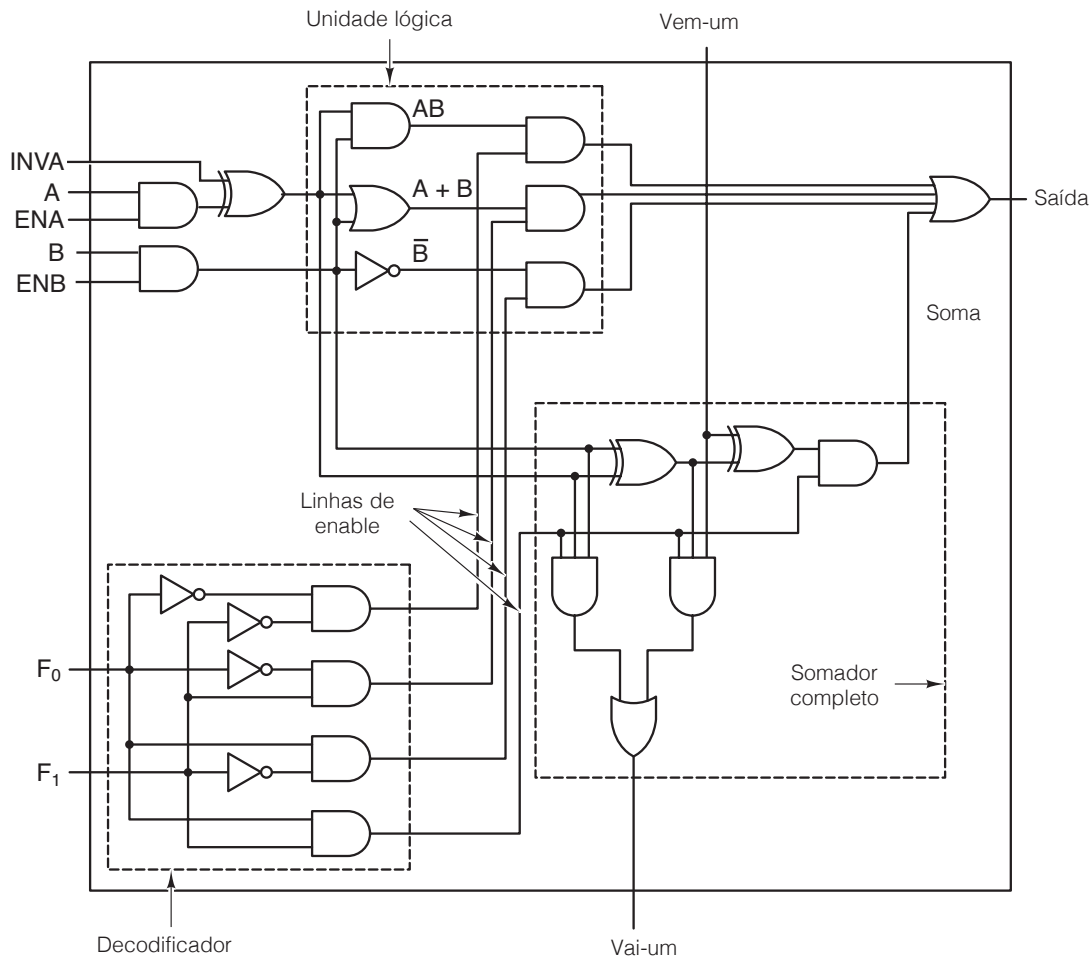 Unidade lógica
Vem-um
INVA
A
ENA
B
ENB
AB
A + B
B̅
Saída
Soma
Linhas de
enable
F₀
F₁
Somador
completo
Decodificador
Vai-um